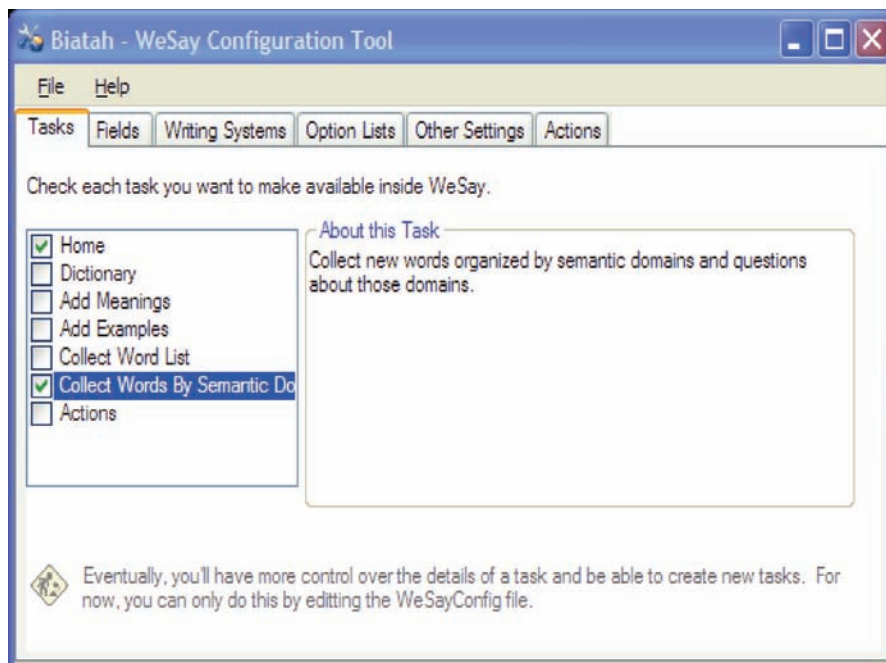 Biatah - WeSay Configuration Tool
File Help
Tasks Fields Writing Systems Option Lists Other Settings Actions
Check each task you want to make available inside WeSay.
Home
Dictionary
Add Meanings
Add Examples
Collect Word List
Collect Words By Semantic Do
Actions
About this Task
Collect new words organized by semantic domains and questions
about those domains.
Eventually, you'll have more control over the details of a task and be able to create new tasks. For
now, you can only do this by editting the WeSayConfig file.